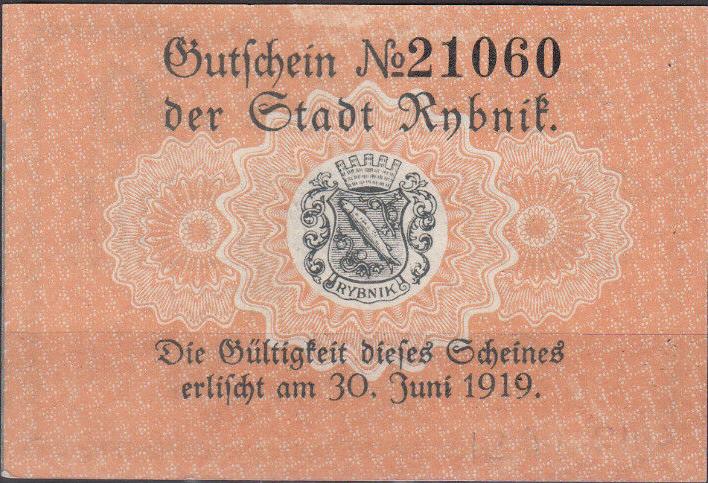 Gutschein №21060
der Stadt Rybnik.
RYBNIK
Die Gültigkeit dieses Scheines
erlischt am 30. Juni 1919.